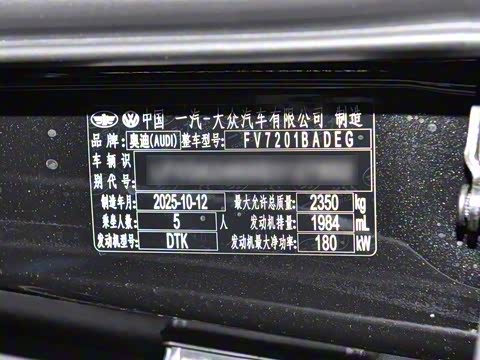 中国 一汽-大众汽车有限公司 制造
品牌: 奥迪(AUDI) 整车型号: FV7201BADEG
车辆识
别代号:
制造年月: 2025-10-12 最大允许总质量: 2350 kg
乘坐人数: 5 人 发动机排量: 1984 mL
发动机型号: DTK 发动机最大净功率: 180 kW